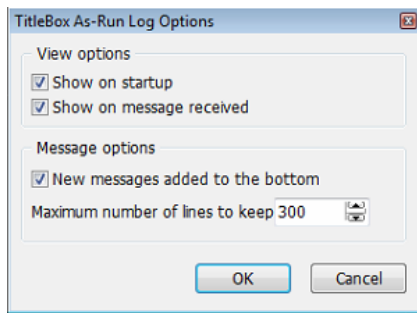 TitleBox As-Run Log Options
View options
Show on startup
Show on message received
Message options
New messages added to the bottom
Maximum number of lines to keep 300
OK Cancel